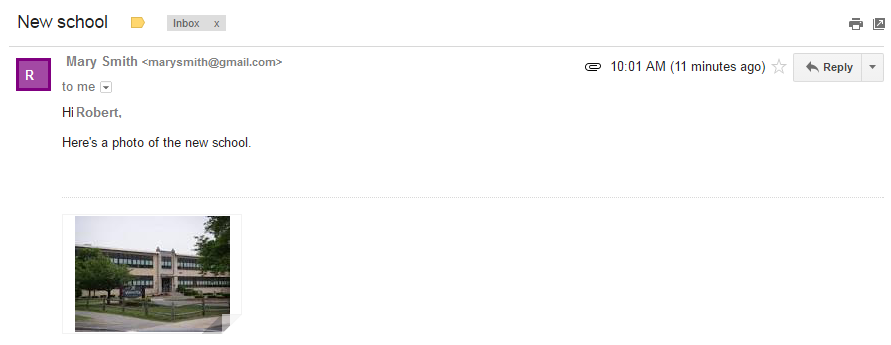 New school
Inbox x
Mary Smith <marysmith@gmail.com>
10:01 AM (11 minutes ago)
Reply
R
to me
Hi Robert,
Here's a photo of the new school.